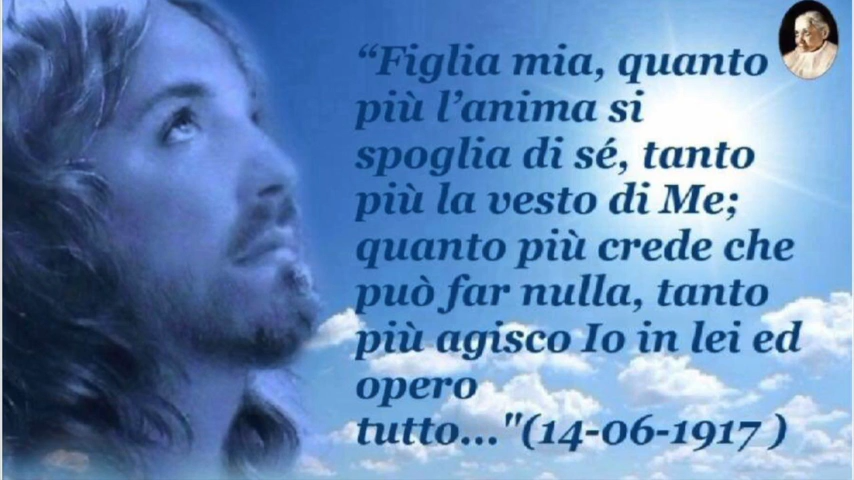 “Figlia mia, quanto
più l’anima si
spoglia di sé, tanto
più la vesto di Me;
quanto più crede che
può far nulla, tanto
più agisco Io in lei ed
opero
tutto..."(14-06-1917 )